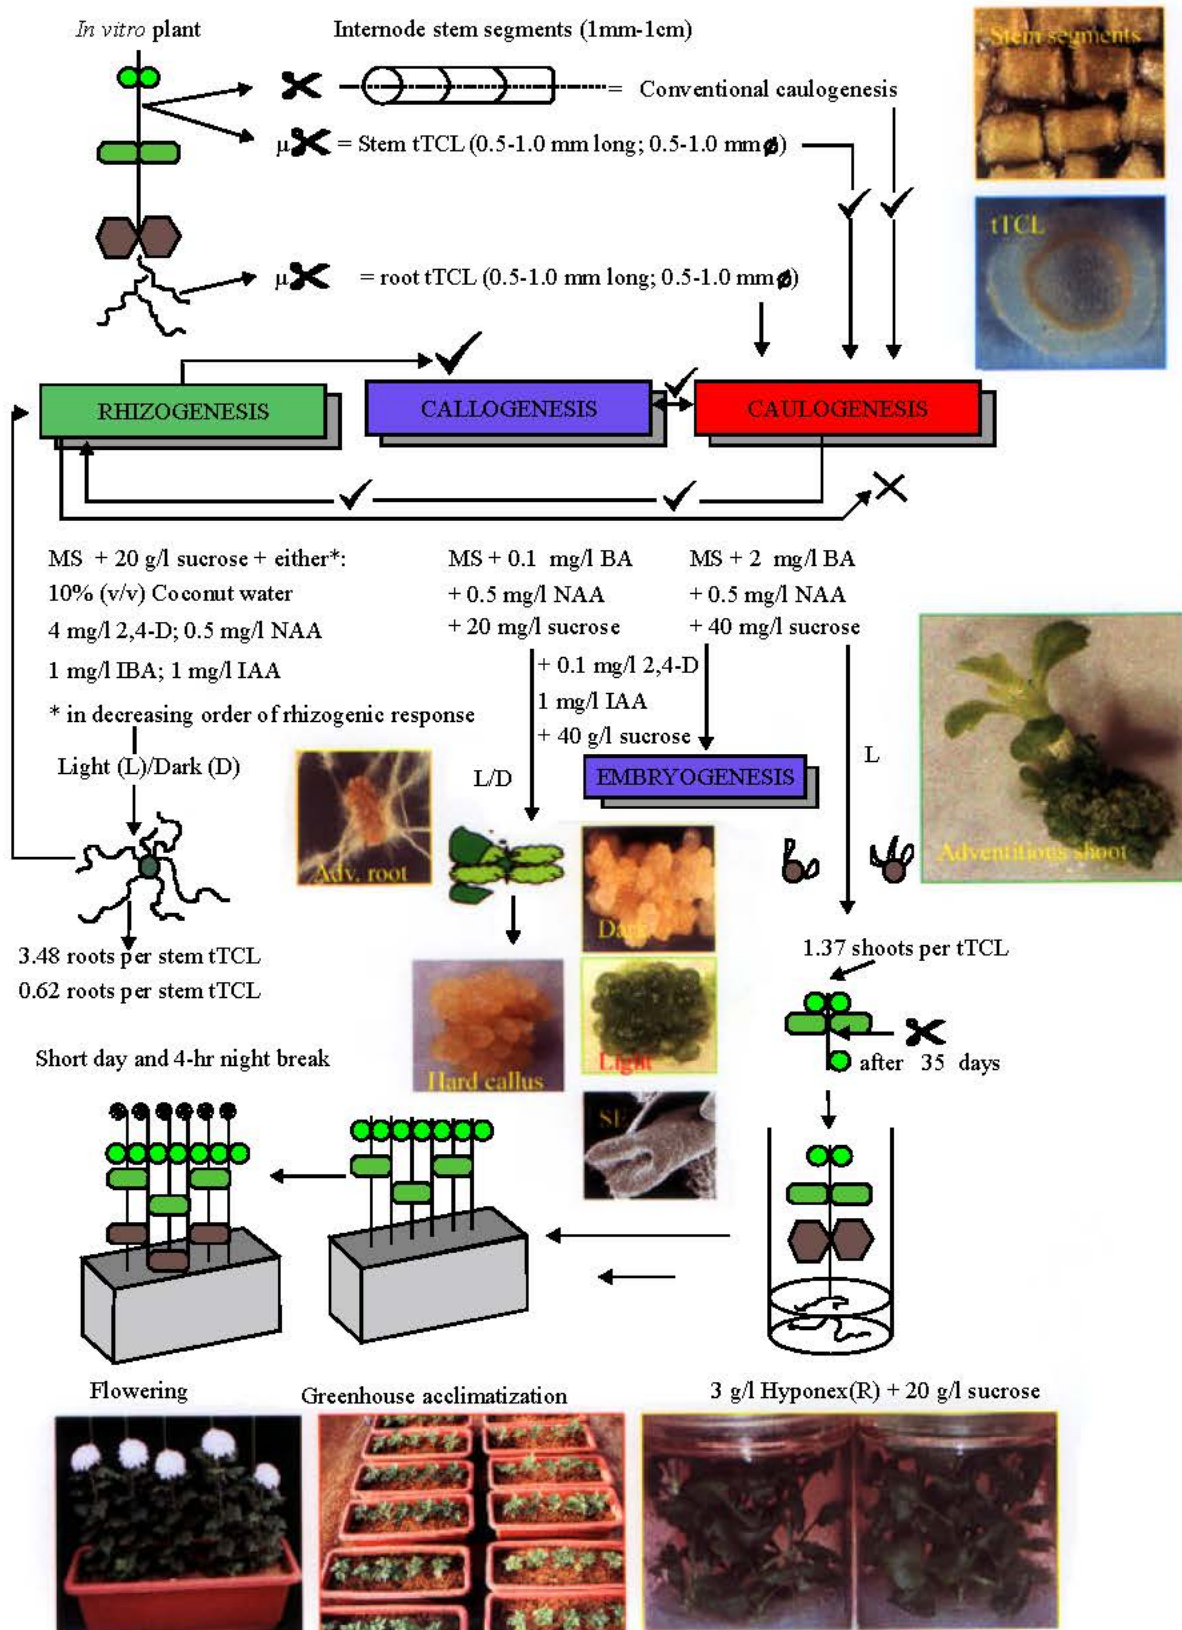 In vitro plant
Internode stem segments (1mm-1cm)
Stem segments
= Conventional caulogenesis
μ = Stem tTCL (0.5-1.0 mm long; 0.5-1.0 mm ø)
tTCL
μ = root tTCL (0.5-1.0 mm long; 0.5-1.0 mm ø)
RHIZOGENESIS
CALLOGENESIS
CAULOGENESIS
MS + 20 g/l sucrose + either*:
10% (v/v) Coconut water
4 mg/l 2,4-D; 0.5 mg/l NAA
1 mg/l IBA; 1 mg/l IAA
* in decreasing order of rhizogenic response
Light (L)/Dark (D)
MS + 0.1 mg/l BA
+ 0.5 mg/l NAA
+ 20 mg/l sucrose
MS + 2 mg/l BA
+ 0.5 mg/l NAA
+ 40 mg/l sucrose
+ 0.1 mg/l 2,4-D
1 mg/l IAA
+ 40 g/l sucrose
L/D
EMBRYOGENESIS
L
Adv. root
Adventitious shoot
Dark
3.48 roots per stem tTCL
0.62 roots per stem tTCL
1.37 shoots per tTCL
Hard callus
Light
after 35 days
Short day and 4-hr night break
SE
Flowering
Greenhouse acclimatization
3 g/l Hyponex(R) + 20 g/l sucrose